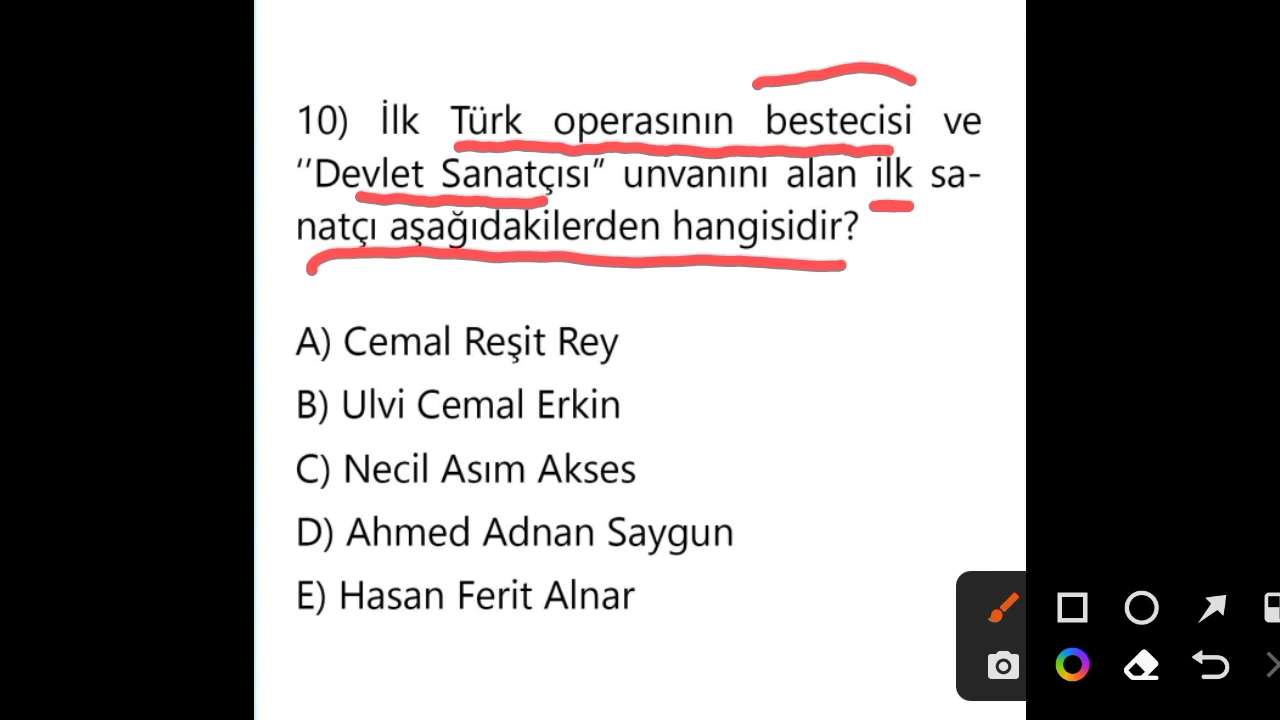 10) İlk Türk operasının bestecisi ve
‘‘Devlet Sanatçısı” unvanını alan ilk sa-
natçı aşağıdakilerden hangisidir?
A) Cemal Reşit Rey
B) Ulvi Cemal Erkin
C) Necil Asım Akses
D) Ahmed Adnan Saygun
E) Hasan Ferit Alnar